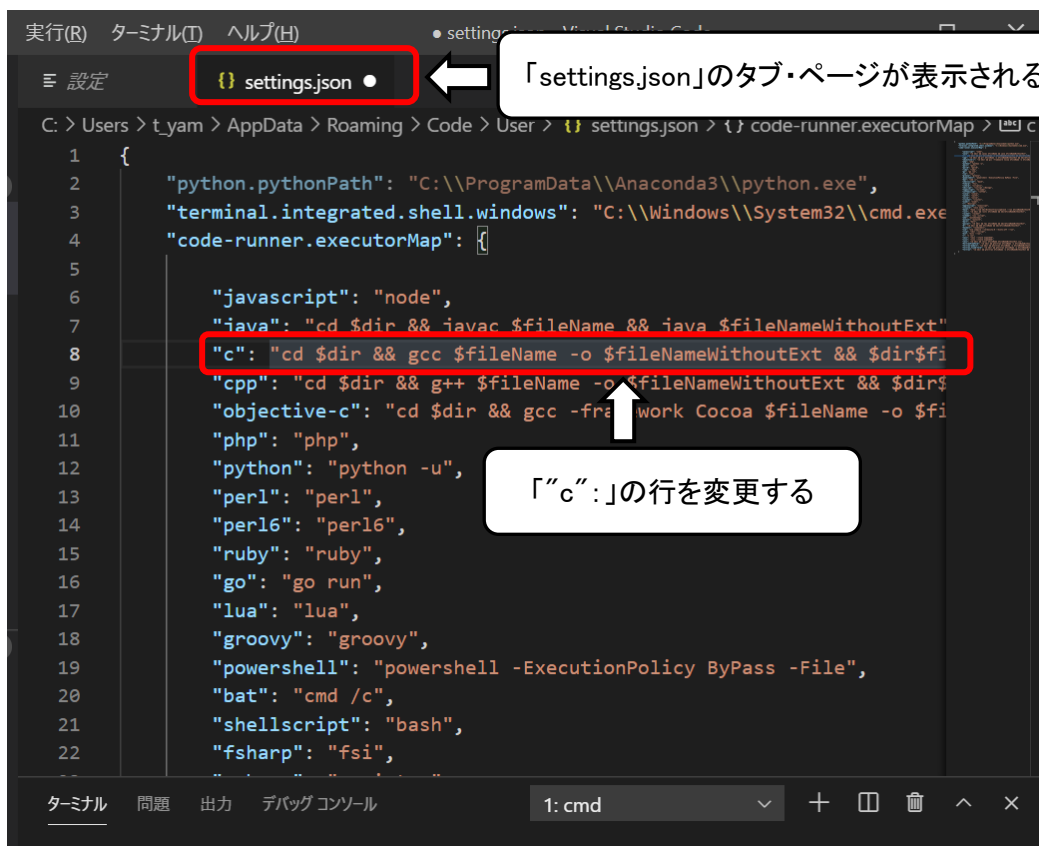 実行(R) ターミナル(T) ヘルプ(H) ● settings.json - Visual Studio Code
設定 {} settings.json ●
「settings.json」のタブ・ページが表示される
C: > Users > t_yam > AppData > Roaming > Code > User > {} settings.json > {} code-runner.executorMap > abc c
1 {
2 "python.pythonPath": "C:\\ProgramData\\Anaconda3\\python.exe",
3 "terminal.integrated.shell.windows": "C:\\Windows\\System32\\cmd.exe
4 "code-runner.executorMap": {
5
6 "javascript": "node",
7 "java": "cd $dir && javac $fileName && java $fileNameWithoutExt"
8 "c": "cd $dir && gcc $fileName -o $fileNameWithoutExt && $dir$fi
9 "cpp": "cd $dir && g++ $fileName -o $fileNameWithoutExt && $dir$
10 "objective-c": "cd $dir && gcc -framework Cocoa $fileName -o $fi
11 "php": "php",
12 "python": "python -u",
13 "perl": "perl",
「"c":」の行を変更する
14 "perl6": "perl6",
15 "ruby": "ruby",
16 "go": "go run",
17 "lua": "lua",
18 "groovy": "groovy",
19 "powershell": "powershell -ExecutionPolicy ByPass -File",
20 "bat": "cmd /c",
21 "shellscript": "bash",
22 "fsharp": "fsi",
ターミナル 問題 出力 デバッグ コンソール 1: cmd